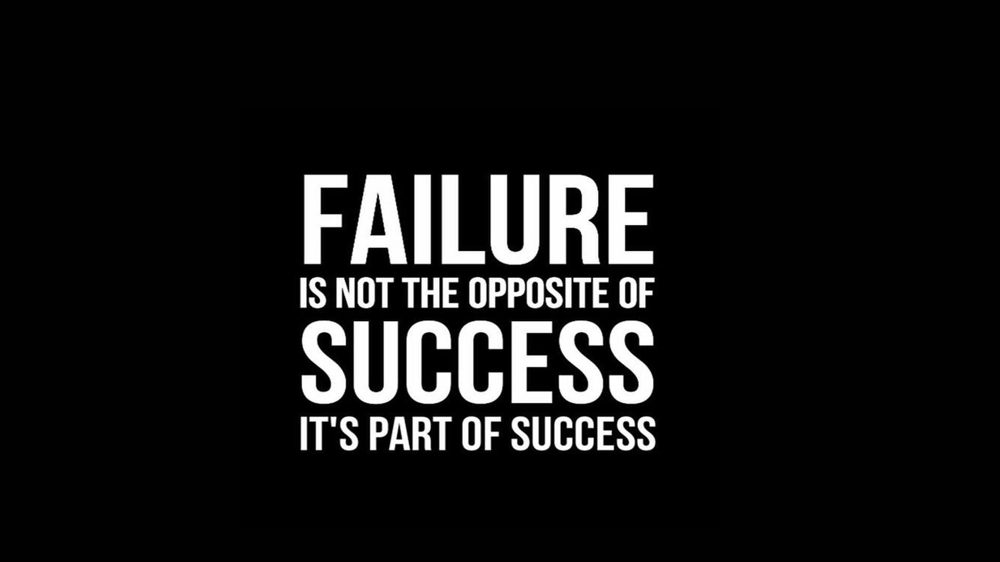 FAILURE
IS NOT THE OPPOSITE OF
SUCCESS
IT'S PART OF SUCCESS